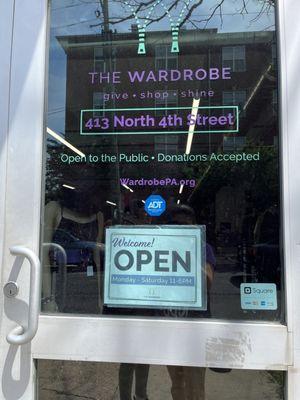 THE WARDROBE
give • shop • shine
413 North 4th Street
Open to the Public • Donations Accepted
WardrobePA.org
ADT
Welcome!
OPEN
Monday - Saturday 11-6PM
Square